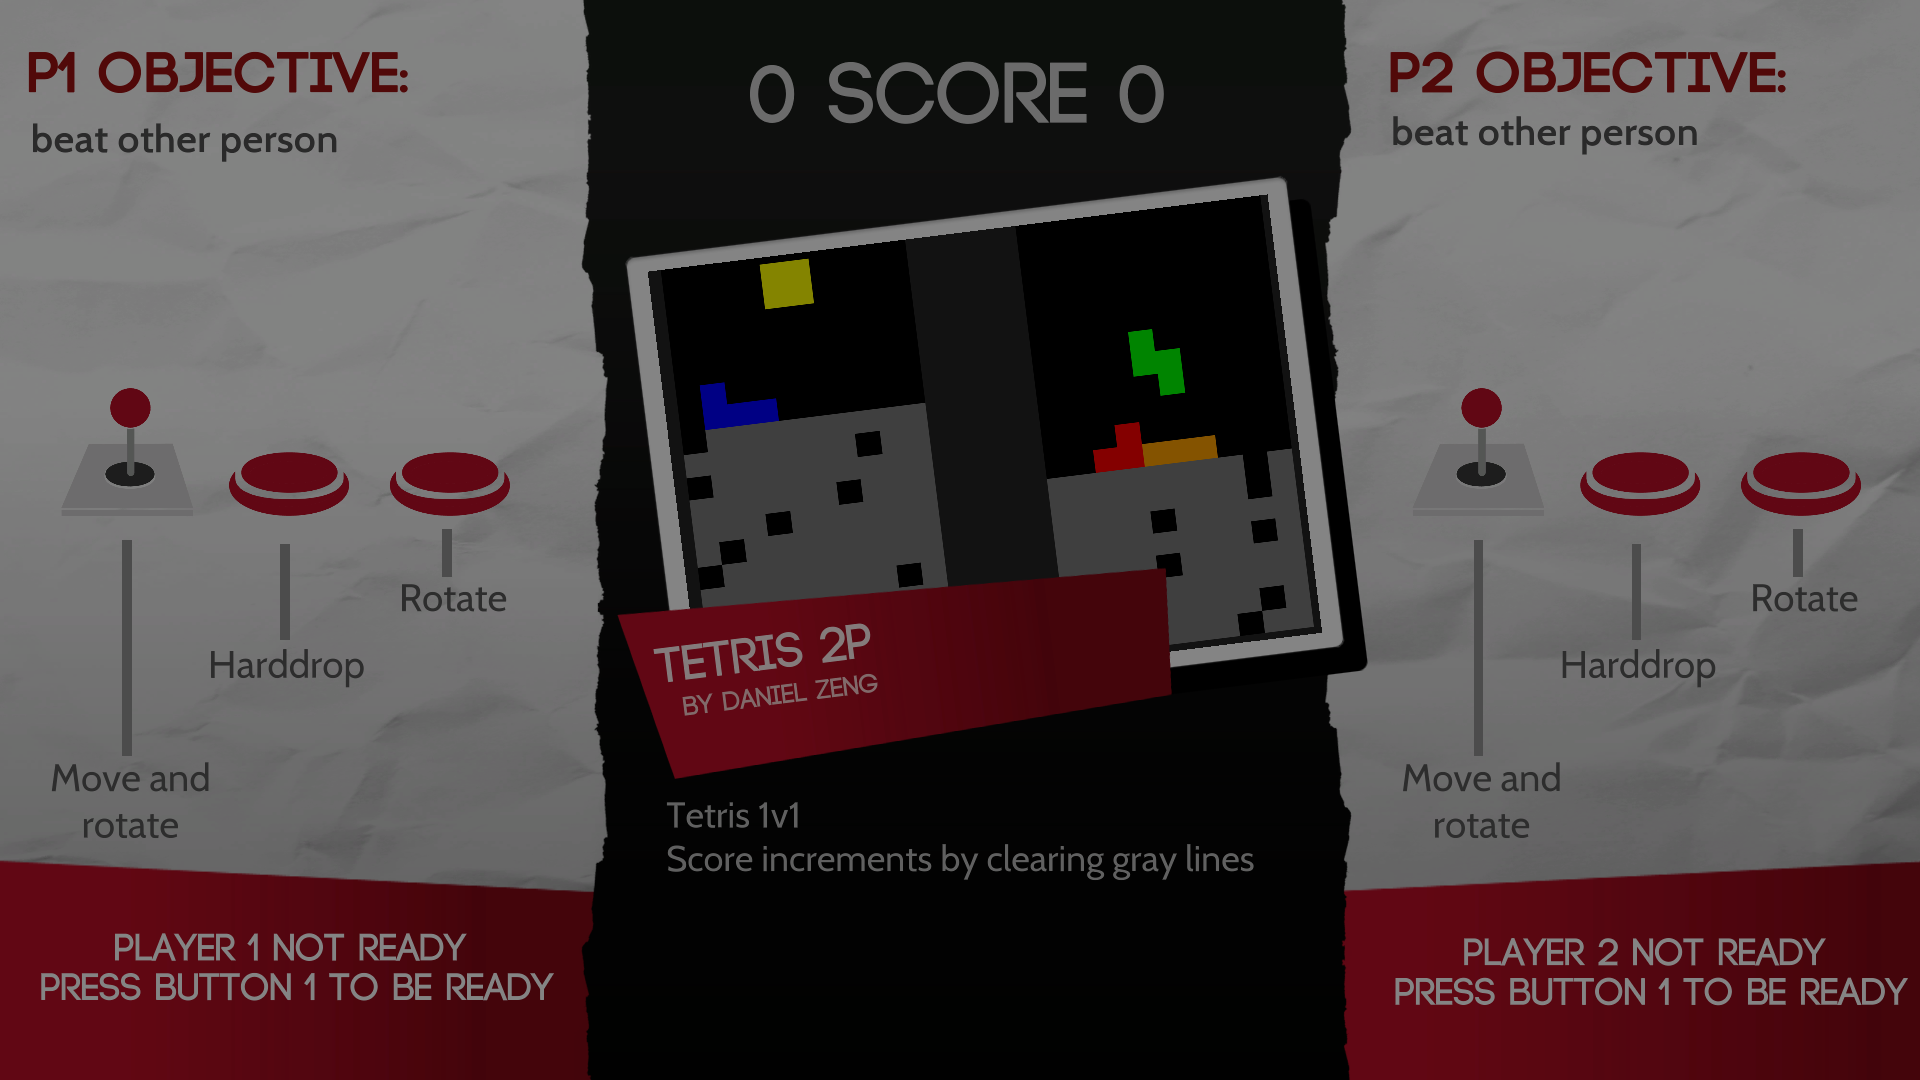 P1 OBJECTIVE:
beat other person
Rotate
Harddrop
Move and
rotate
PLAYER 1 NOT READY
PRESS BUTTON 1 TO BE READY
0 SCORE 0
TETRIS 2P
BY DANIEL ZENG
Tetris 1v1
Score increments by clearing gray lines
P2 OBJECTIVE:
beat other person
Rotate
Harddrop
Move and
rotate
PLAYER 2 NOT READY
PRESS BUTTON 1 TO BE READY